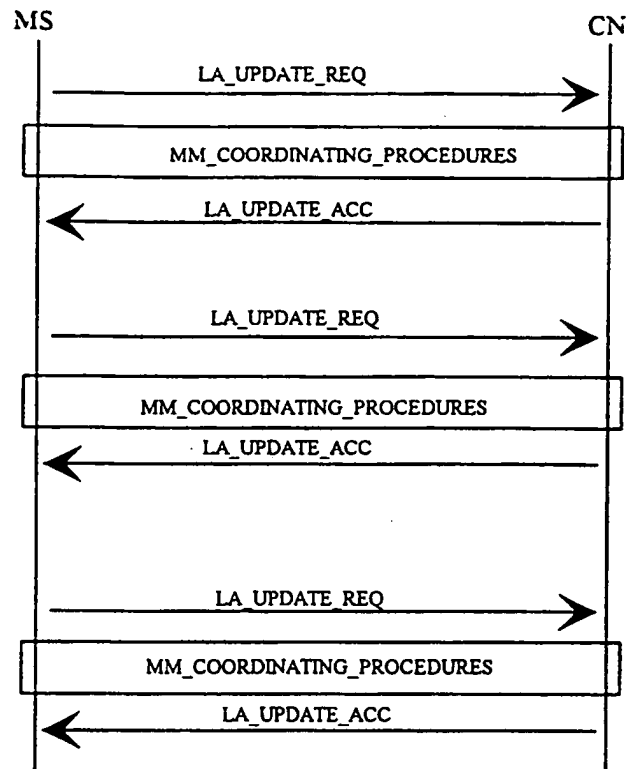 MS
CN
LA_UPDATE_REQ
MM_COORDINATING_PROCEDURES
LA_UPDATE_ACC
LA_UPDATE_REQ
MM_COORDINATING_PROCEDURES
LA_UPDATE_ACC
LA_UPDATE_REQ
MM_COORDINATING_PROCEDURES
LA_UPDATE_ACC